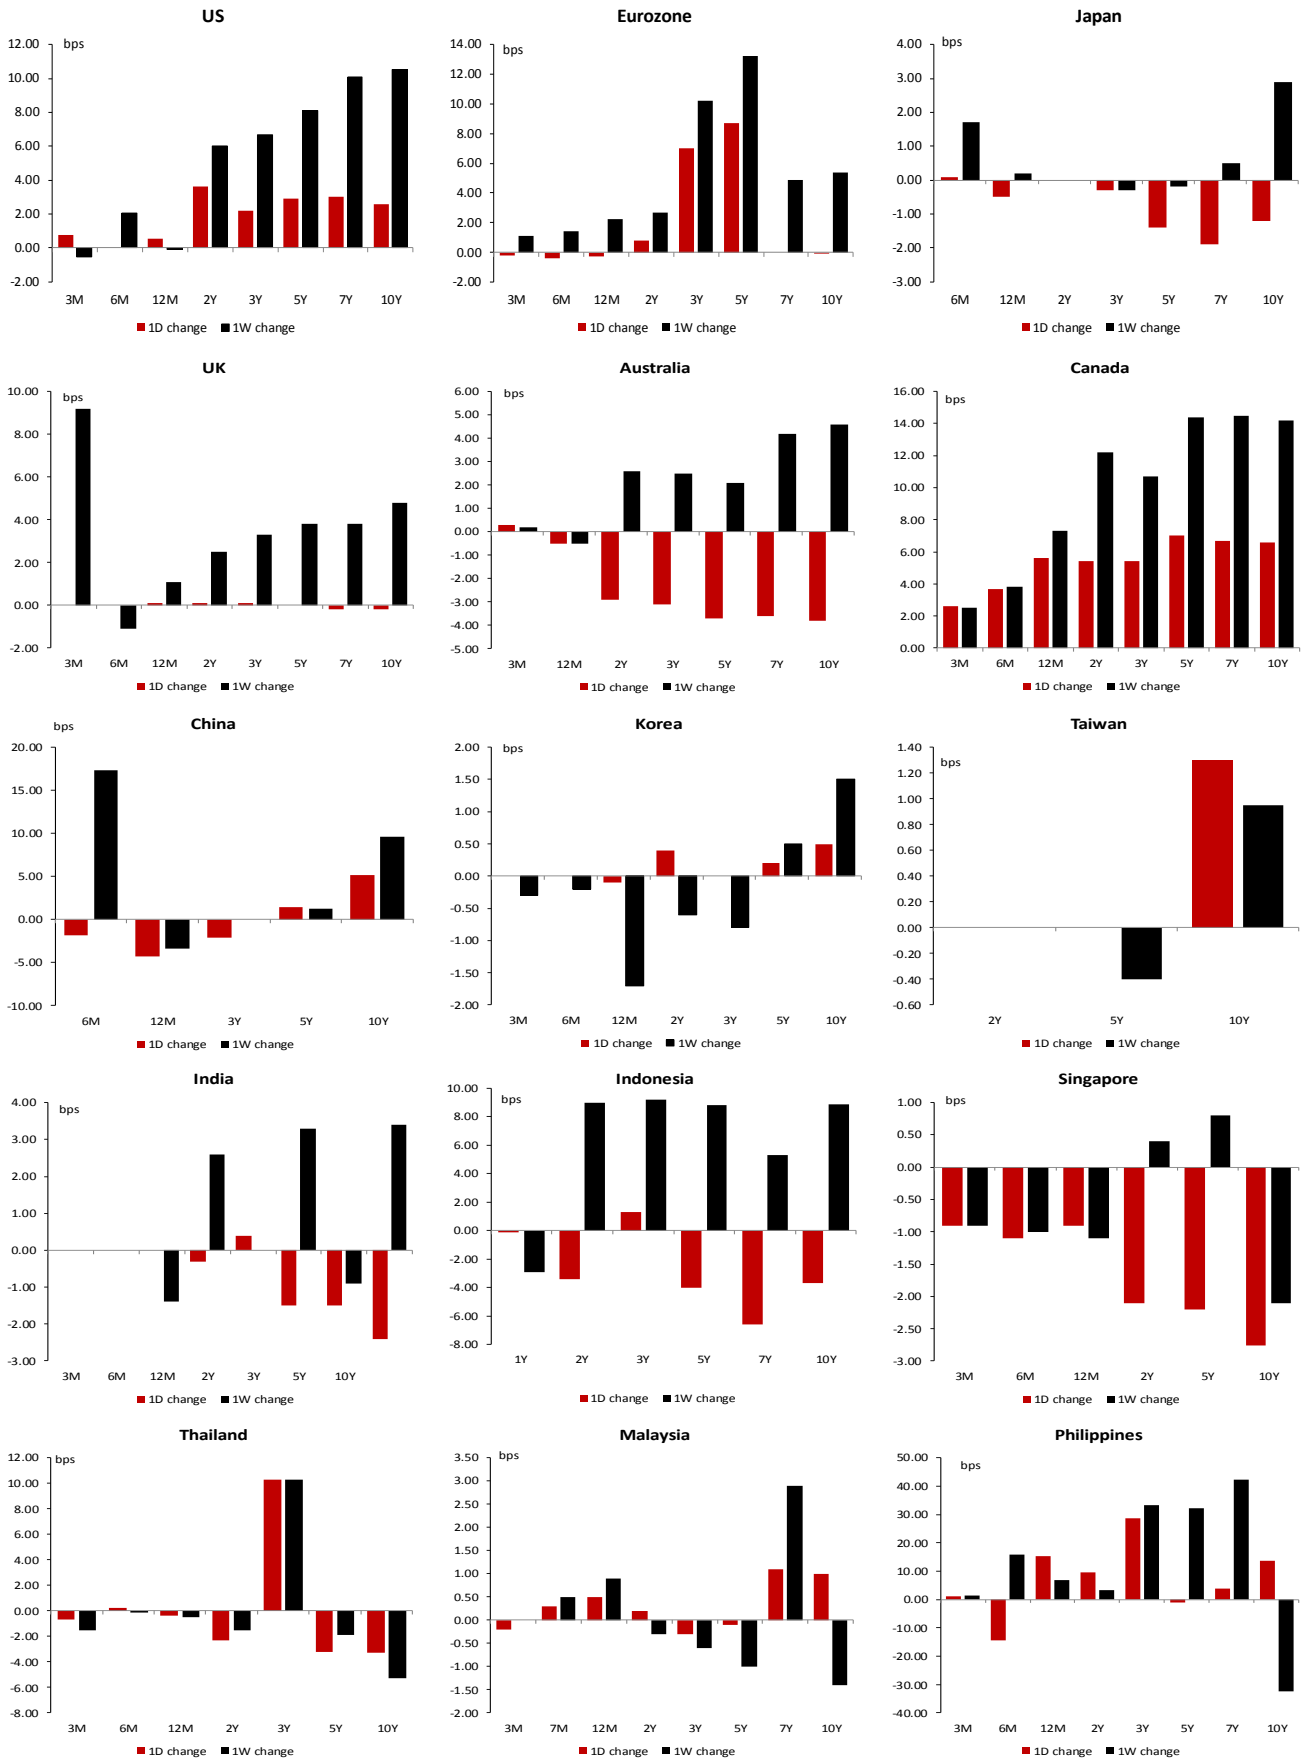 US
bps
12.00
10.00
8.00
6.00
4.00
2.00
0.00
-2.00
3M 6M 12M 2Y 3Y 5Y 7Y 10Y
1D change 1W change
Eurozone
bps
14.00
12.00
10.00
8.00
6.00
4.00
2.00
0.00
-2.00
3M 6M 12M 2Y 3Y 5Y 7Y 10Y
1D change 1W change
Japan
bps
4.00
3.00
2.00
1.00
0.00
-1.00
-2.00
-3.00
6M 12M 2Y 3Y 5Y 7Y 10Y
1D change 1W change
UK
bps
10.00
8.00
6.00
4.00
2.00
0.00
-2.00
3M 6M 12M 2Y 3Y 5Y 7Y 10Y
1D change 1W change
Australia
bps
6.00
5.00
4.00
3.00
2.00
1.00
0.00
-1.00
-2.00
-3.00
-4.00
-5.00
3M 12M 2Y 3Y 5Y 7Y 10Y
1D change 1W change
Canada
bps
16.00
14.00
12.00
10.00
8.00
6.00
4.00
2.00
0.00
3M 6M 12M 2Y 3Y 5Y 7Y 10Y
1D change 1W change
China
bps
20.00
15.00
10.00
5.00
0.00
-5.00
-10.00
6M 12M 3Y 5Y 10Y
1D change 1W change
Korea
bps
2.00
1.50
1.00
0.50
0.00
-0.50
-1.00
-1.50
-2.00
3M 6M 12M 2Y 3Y 5Y 10Y
1D change 1W change
Taiwan
bps
1.40
1.20
1.00
0.80
0.60
0.40
0.20
0.00
-0.20
-0.40
-0.60
2Y 5Y 10Y
1D change 1W change
India
bps
4.00
3.00
2.00
1.00
0.00
-1.00
-2.00
-3.00
3M 6M 12M 2Y 3Y 5Y 10Y
1D change 1W change
Indonesia
bps
10.00
8.00
6.00
4.00
2.00
0.00
-2.00
-4.00
-6.00
-8.00
1Y 2Y 3Y 5Y 7Y 10Y
1D change 1W change
Singapore
bps
1.00
0.50
0.00
-0.50
-1.00
-1.50
-2.00
-2.50
-3.00
3M 6M 12M 2Y 5Y 10Y
1D change 1W change
Thailand
bps
12.00
10.00
8.00
6.00
4.00
2.00
0.00
-2.00
-4.00
-6.00
-8.00
3M 6M 12M 2Y 3Y 5Y 10Y
1D change 1W change
Malaysia
bps
3.50
3.00
2.50
2.00
1.50
1.00
0.50
0.00
-0.50
-1.00
-1.50
-2.00
3M 7M 12M 2Y 3Y 5Y 7Y 10Y
1D change 1W change
Philippines
bps
50.00
40.00
30.00
20.00
10.00
0.00
-10.00
-20.00
-30.00
-40.00
3M 6M 12M 2Y 3Y 5Y 7Y 10Y
1D change 1W change